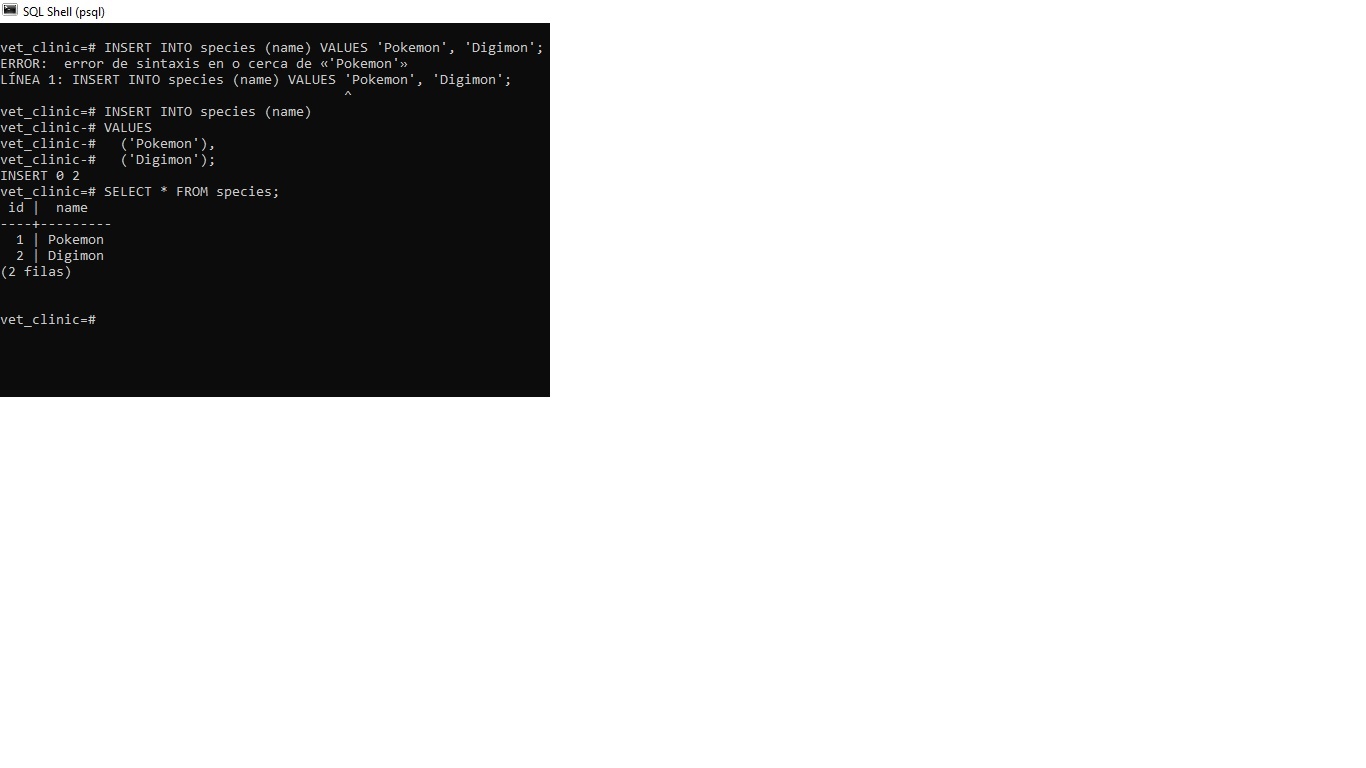 SQL Shell (psql)
vet_clinic=# INSERT INTO species (name) VALUES 'Pokemon', 'Digimon';
ERROR:  error de sintaxis en o cerca de «'Pokemon'»
LÍNEA 1: INSERT INTO species (name) VALUES 'Pokemon', 'Digimon';
                                           ^
vet_clinic=# INSERT INTO species (name)
vet_clinic-# VALUES
vet_clinic-#   ('Pokemon'),
vet_clinic-#   ('Digimon');
INSERT 0 2
vet_clinic=# SELECT * FROM species;
 id |  name
----+---------
  1 | Pokemon
  2 | Digimon
(2 filas)
vet_clinic=#